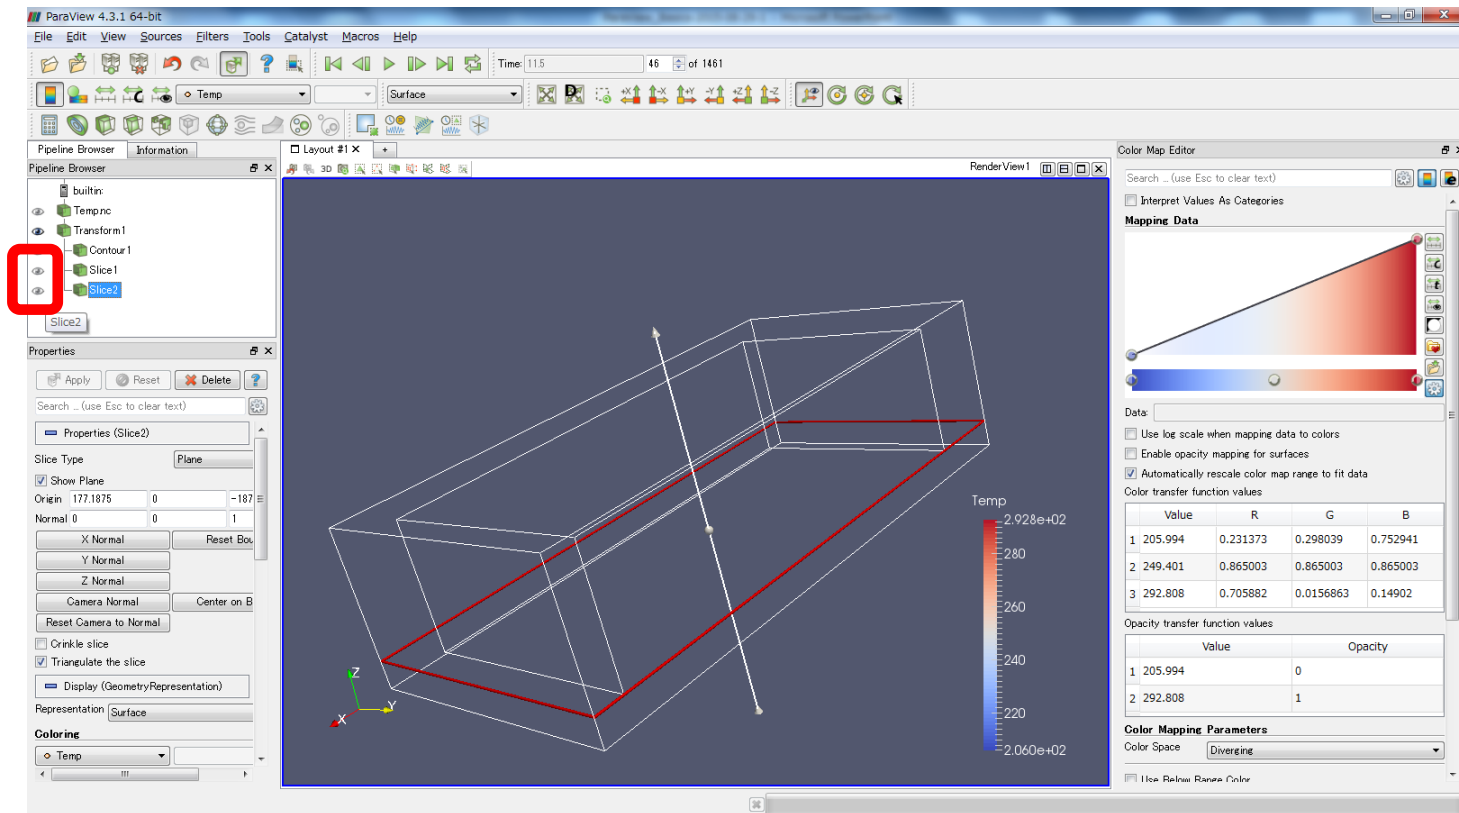 ParaView 4.3.1 64-bit
File Edit View Sources Filters Tools Catalyst Macros Help
Time: 11.5 46 of 1461
Temp Surface
+X -X +Y -Y +Z -Z
Pipeline Browser Information
Pipeline Browser
builtin:
Temp.nc
Transform1
Contour1
Slice1
Slice2
Slice2
Properties
Apply Reset Delete ?
Search ... (use Esc to clear text)
Properties (Slice2)
Slice Type Plane
Show Plane
Origin 177.1875 0 -187
Normal 0 0 1
X Normal Reset Bou
Y Normal
Z Normal
Camera Normal Center on B
Reset Camera to Normal
Crinkle slice
Triangulate the slice
Display (GeometryRepresentation)
Representation Surface
Coloring
Temp
Layout #1 X +
3D
RenderView1
Z
X
Y
Temp
2.928e+02
280
260
240
220
2.060e+02
Color Map Editor
Search ... (use Esc to clear text)
Interpret Values As Categories
Mapping Data
Data:
Use log scale when mapping data to colors
Enable opacity mapping for surfaces
Automatically rescale color map range to fit data
Color transfer function values
Value R G B
1 205.994 0.231373 0.298039 0.752941
2 249.401 0.865003 0.865003 0.865003
3 292.808 0.705882 0.0156863 0.14902
Opacity transfer function values
Value Opacity
1 205.994 0
2 292.808 1
Color Mapping Parameters
Color Space Diverging
Use Below Range Color